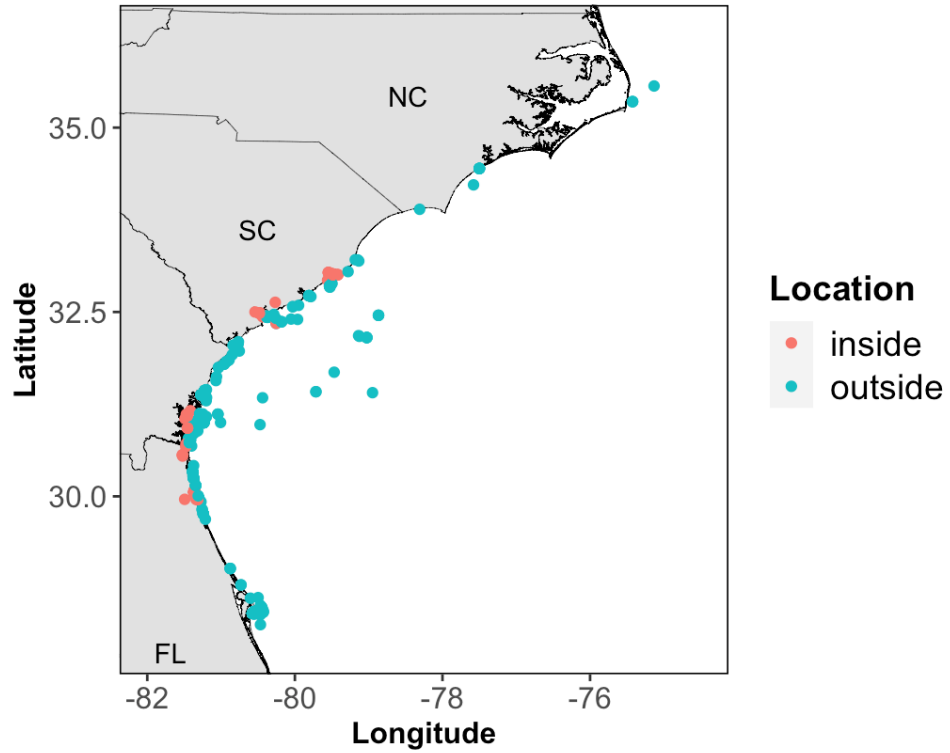 NC
SC
FL
35.0
32.5
30.0
-82
-80
-78
-76
Latitude
Longitude
Location
inside
outside